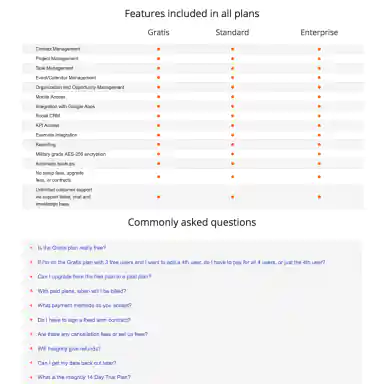 Features included in all plans
Gratis Standard Enterprise
Contact Management
Project Management
Task Management
Event/Calendar Management
Organization and Opportunity Management
Mobile Access
Integration with Google Apps
Social CRM
API Access
Evernote Integration
Reporting
Military grade AES-256 encryption
Automatic backups
No setup fees, upgrade
fees, or contracts
Unlimited customer support
via support ticket, chat and
knowledge base
Commonly asked questions
Is the Gratis plan really free?
If I'm on the Gratis plan with 3 free users and I want to add a 4th user, do I have to pay for all 4 users, or just the 4th user?
Can I upgrade from the free plan to a paid plan?
With paid plans, when will I be billed?
What payment methods do you accept?
Do I have to sign a fixed term contract?
Are there any cancellation fees or set up fees?
Will Insightly give refunds?
Can I get my data back out later?
What is the Insightly 14 Day Trial Plan?